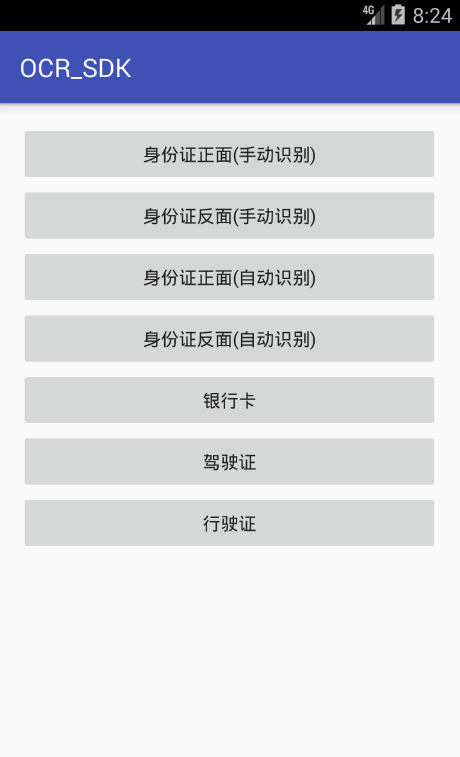 4G 8:24
OCR_SDK
身份证正面(手动识别)
身份证反面(手动识别)
身份证正面(自动识别)
身份证反面(自动识别)
银行卡
驾驶证
行驶证